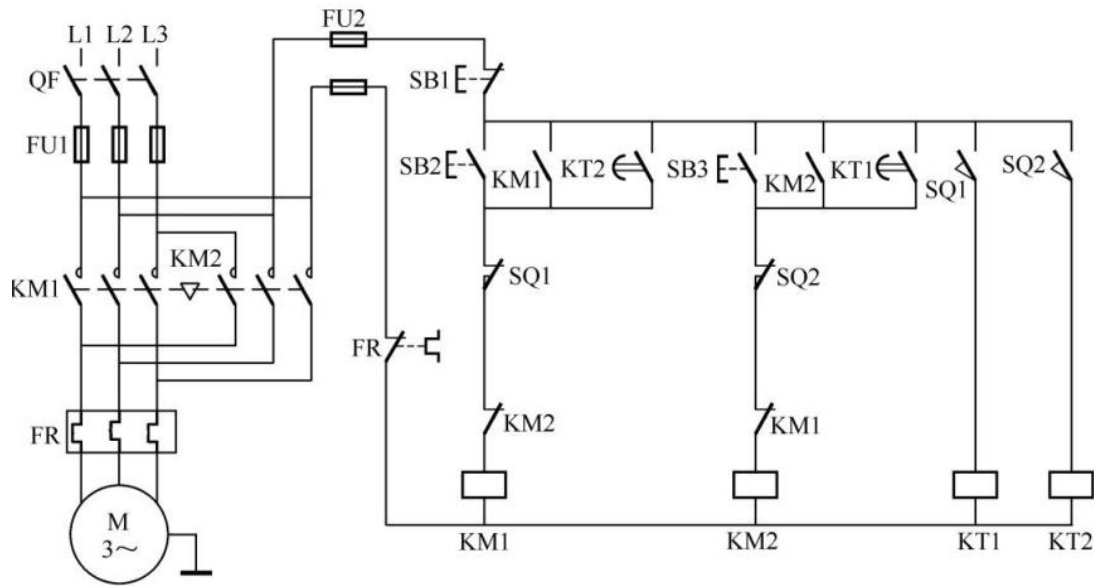 L1 L2 L3
FU2
QF
SB1
FU1
SB2
KM1
KT2
SB3
KM2
KT1
SQ1
SQ2
KM2
KM1
SQ1
SQ2
FR
KM2
KM1
FR
M
3~
KM1
KM2
KT1
KT2